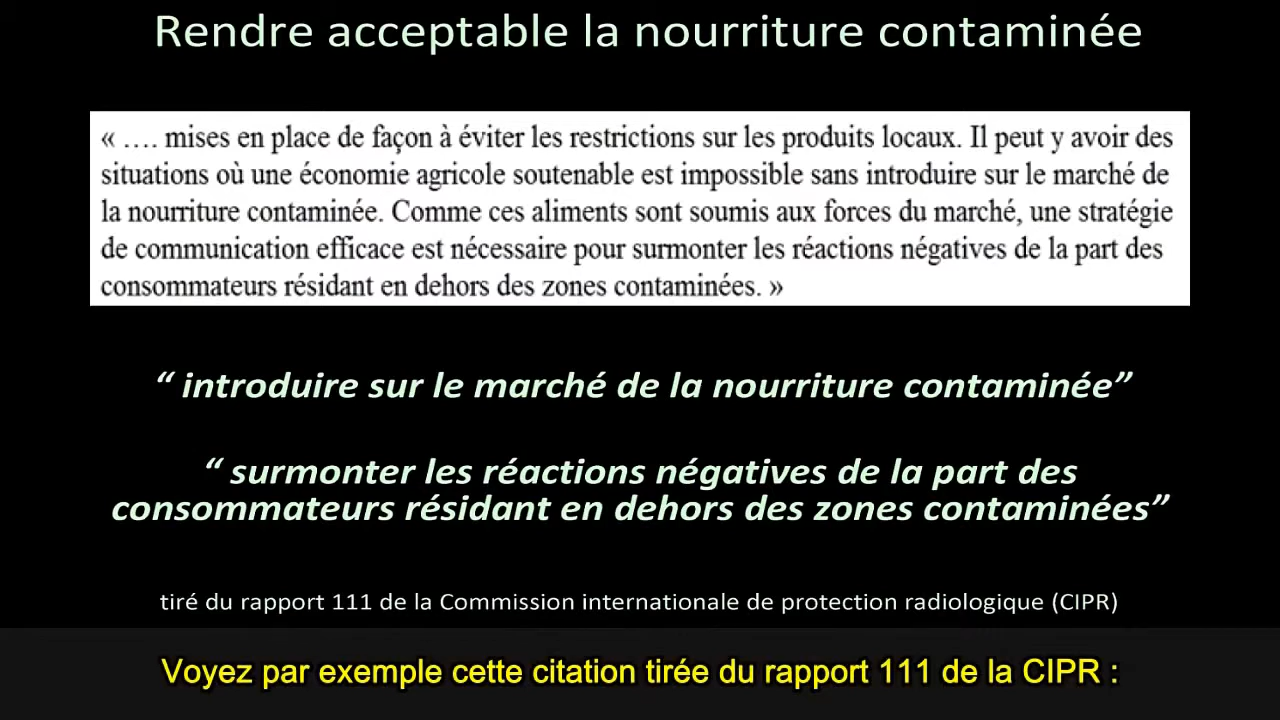 Rendre acceptable la nourriture contaminée
« …. mises en place de façon à éviter les restrictions sur les produits locaux. Il peut y avoir des
situations où une économie agricole soutenable est impossible sans introduire sur le marché de
la nourriture contaminée. Comme ces aliments sont soumis aux forces du marché, une stratégie
de communication efficace est nécessaire pour surmonter les réactions négatives de la part des
consommateurs résidant en dehors des zones contaminées. »
“ introduire sur le marché de la nourriture contaminée”
“ surmonter les réactions négatives de la part des
consommateurs résidant en dehors des zones contaminées”
tiré du rapport 111 de la Commission internationale de protection radiologique (CIPR)
Voyez par exemple cette citation tirée du rapport 111 de la CIPR :